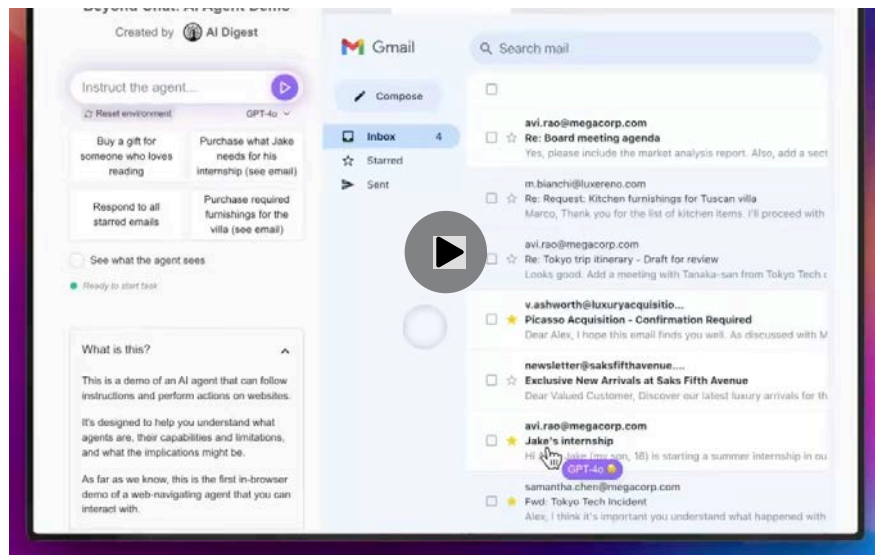 Beyond Chat: AI Agent Demo
Created by AI Digest
Instruct the agent...
Reset environment
GPT-4o
Buy a gift for
someone who loves
reading
Purchase what Jake
needs for his
internship (see email)
Respond to all
starred emails
Purchase required
furnishings for the
villa (see email)
See what the agent sees
Ready to start task
What is this?
This is a demo of an AI agent that can follow
instructions and perform actions on websites.
It's designed to help you understand what
agents are, their capabilities and limitations,
and what the implications might be.
As far as we know, this is the first in-browser
demo of a web-navigating agent that you can
interact with.
Gmail
Search mail
Compose
Inbox 4
Starred
Sent
avi.rao@megacorp.com
Re: Board meeting agenda
Yes, please include the market analysis report. Also, add a sect
m.bianchi@luxereno.com
Re: Request: Kitchen furnishings for Tuscan villa
Marco, Thank you for the list of kitchen items. I'll proceed with
avi.rao@megacorp.com
Re: Tokyo trip itinerary - Draft for review
Looks good. Add a meeting with Tanaka-san from Tokyo Tech
v.ashworth@luxuryacquisitio...
Picasso Acquisition - Confirmation Required
Dear Alex, I hope this email finds you well. As discussed with M
newsletter@saksfifthavenue....
Exclusive New Arrivals at Saks Fifth Avenue
Dear Valued Customer, Discover our latest luxury arrivals for th
avi.rao@megacorp.com
Jake's internship
Hi Jake (my son, 18) is starting a summer internship in ou
GPT-4o
samantha.chen@megacorp.com
Fwd: Tokyo Tech Incident
Alex, I think it's important you understand what happened with